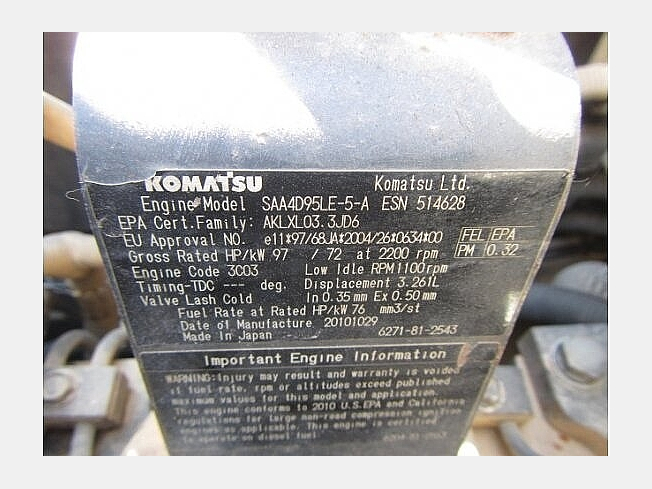 KOMATSU Komatsu Ltd.
Engine Model SAA4D95LE-5-A ESN 514628
EPA Cert.Family: AKLXL03.3JD6
EU Approval NO. e11*97/68JA*2004/26*0634*00 FEL EPA
Gross Rated HP/kW 97 / 72 at 2200 rpm PM 0.32
Engine Code 3C03 Low Idle RPM 1100 rpm
Timing-TDC --- deg. Displacement 3.261L
Valve Lash Cold In 0.35 mm Ex 0.50 mm
Fuel Rate at Rated HP/kW 76 mm3/st
Date of Manufacture 20101029
Made In Japan 6271-81-2543
Important Engine Information
WARNING:Injury may result and warranty is voided
if fuel rate, rpm or altitudes exceed published
maximum values for this model and application.
This engine conforms to 2010 U.S.EPA and California
regulations for large non-road compression ignition
engines as applicable. This engine is certified
to operate on diesel fuel.